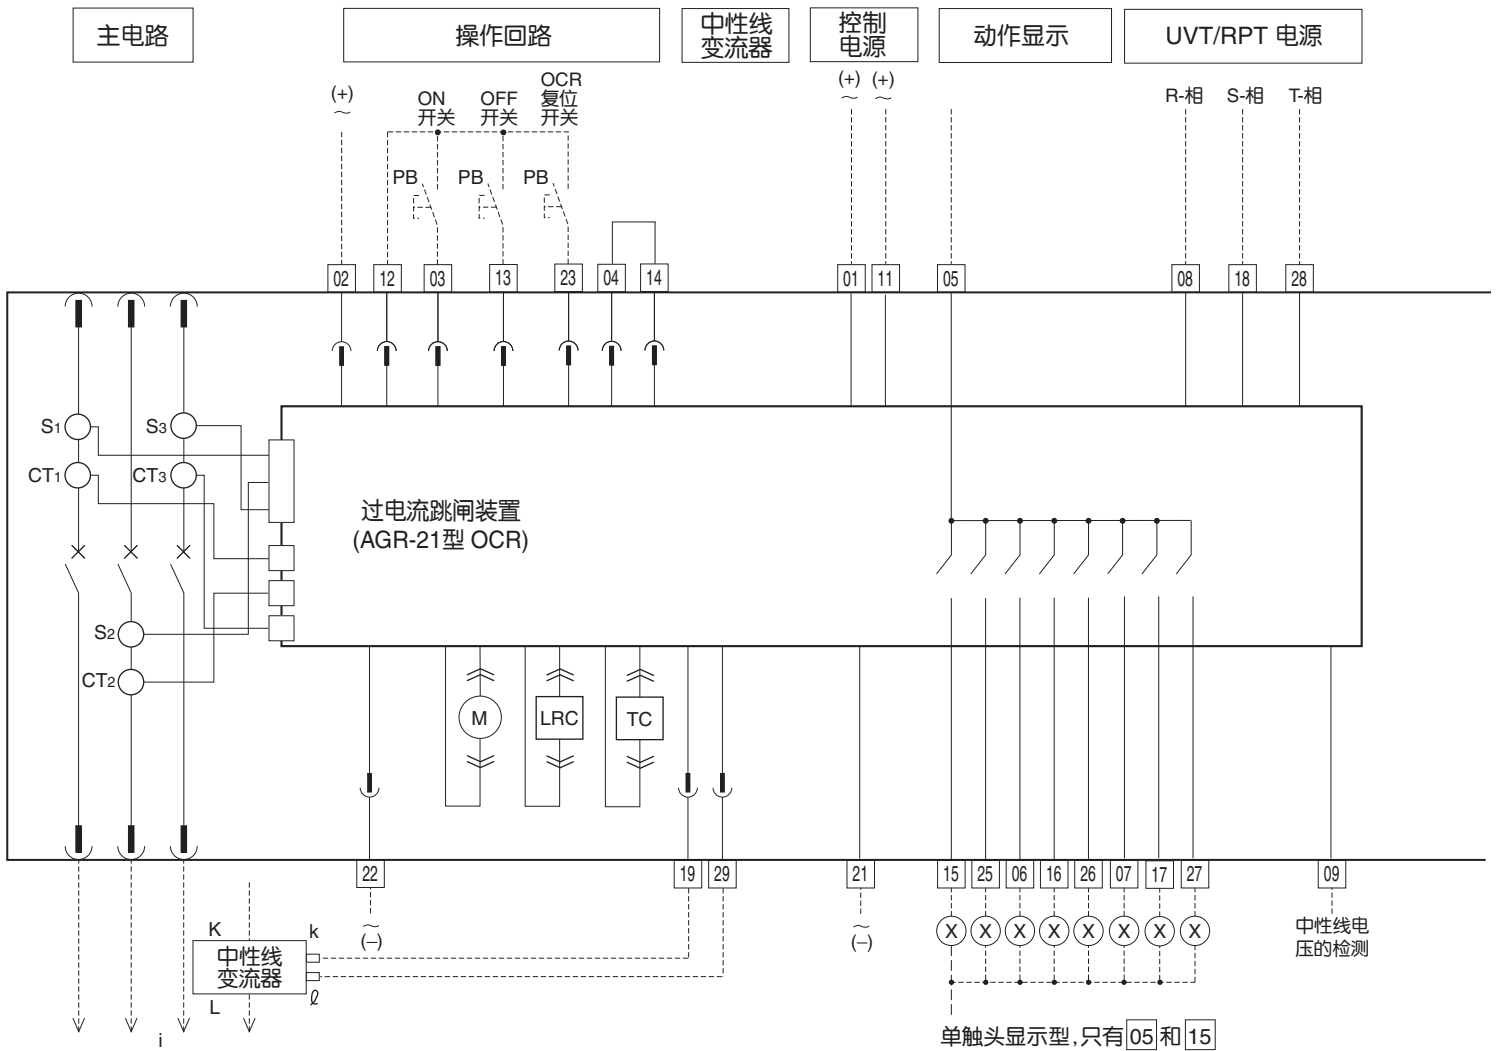 主电路
操作回路
中性线
变流器
控制
电源
动作显示
UVT/RPT 电源
(+)
~
ON
开关
OFF
开关
OCR
复位
开关
(+)
~
(+)
~
R-相
S-相
T-相
PB
PB
PB
02
12
03
13
23
04
14
01
11
05
08
18
28
S1
S3
CT1
CT3
过电流跳闸装置
(AGR-21型 OCR)
S2
CT2
M
LRC
TC
22
19
29
21
15
25
06
16
26
07
17
27
09
~
(–)
~
(–)
X
X
X
X
X
X
X
X
中性线电
压的检测
K
k
中性线
变流器
L
ℓ
i
单触头显示型,只有 05 和 15